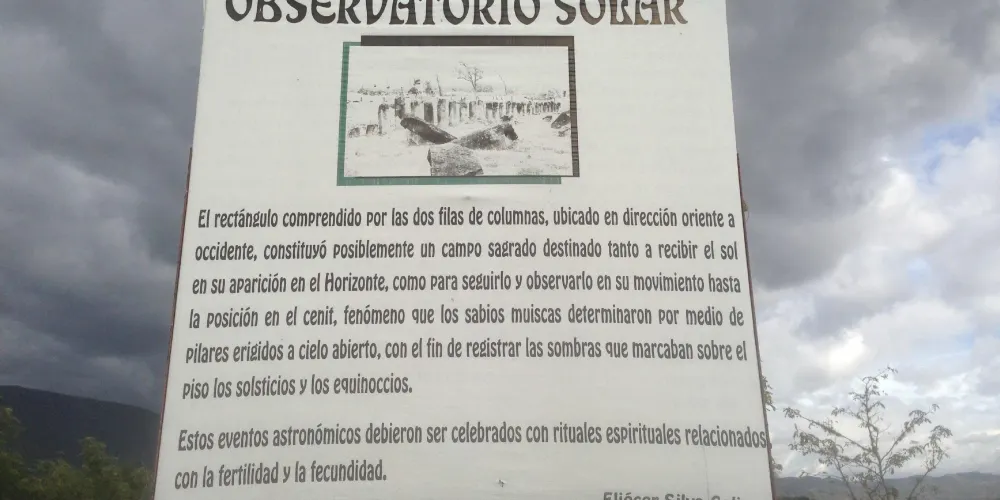 OBSERVATORIO SOLAR
El rectángulo comprendido por las dos filas de columnas, ubicado en dirección oriente a
occidente, constituyó posiblemente un campo sagrado destinado tanto a recibir el sol
en su aparición en el Horizonte, como para seguirlo y observarlo en su movimiento hasta
la posición en el cenit, fenómeno que los sabios muiscas determinaron por medio de
pilares erigidos a cielo abierto, con el fin de registrar las sombras que marcaban sobre el
piso los solsticios y los equinoccios.
Estos eventos astronómicos debieron ser celebrados con rituales espirituales relacionados
con la fertilidad y la fecundidad.
Eliécer Silva